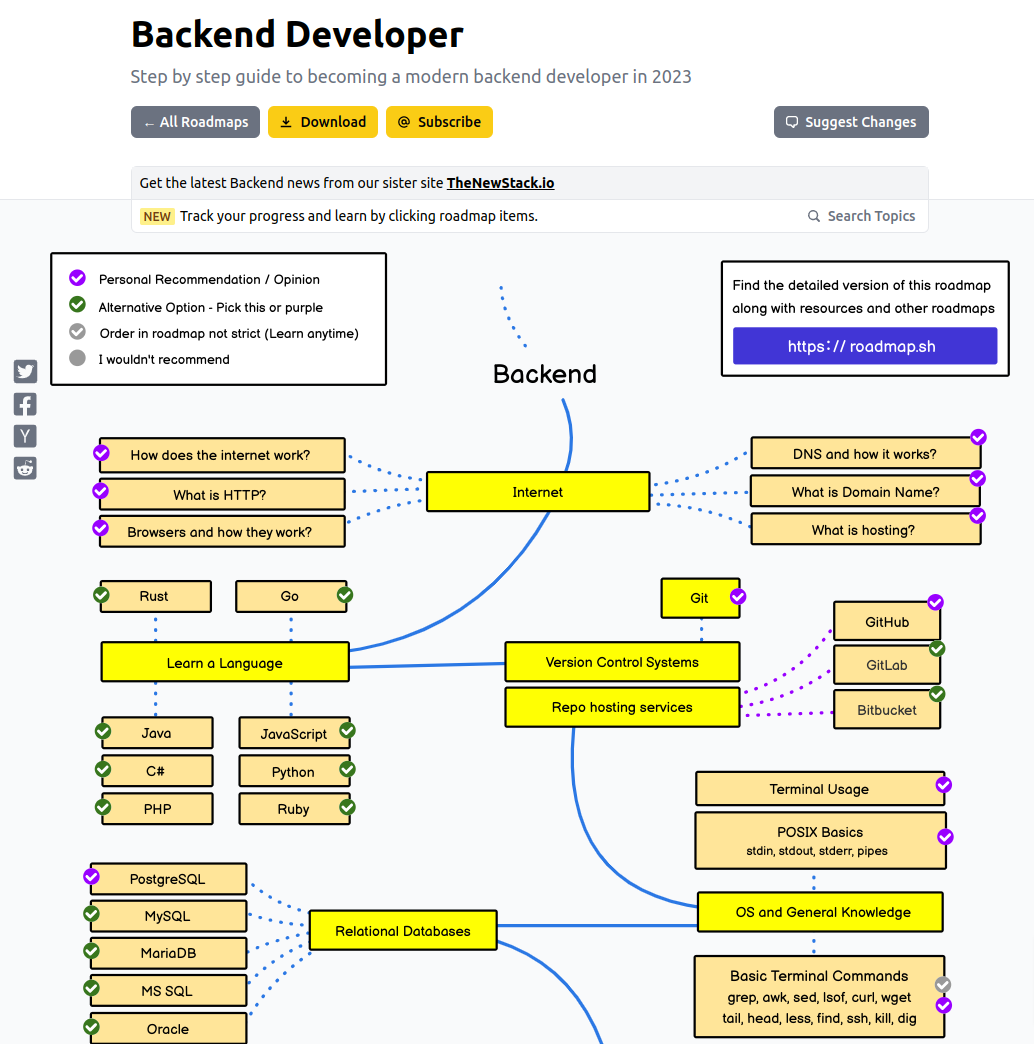 Backend Developer
Step by step guide to becoming a modern backend developer in 2023
← All Roadmaps
Download
Subscribe
Suggest Changes
Get the latest Backend news from our sister site TheNewStack.io
NEW Track your progress and learn by clicking roadmap items.
Search Topics
Personal Recommendation / Opinion
Alternative Option - Pick this or purple
Order in roadmap not strict (Learn anytime)
I wouldn't recommend
Find the detailed version of this roadmap
along with resources and other roadmaps
https://roadmap.sh
Backend
How does the internet work?
What is HTTP?
Browsers and how they work?
Internet
DNS and how it works?
What is Domain Name?
What is hosting?
Rust
Go
Learn a Language
Java
JavaScript
C#
Python
PHP
Ruby
Git
Version Control Systems
Repo hosting services
GitHub
GitLab
Bitbucket
Terminal Usage
POSIX Basics
stdin, stdout, stderr, pipes
OS and General Knowledge
Basic Terminal Commands
grep, awk, sed, lsof, curl, wget
tail, head, less, find, ssh, kill, dig
Relational Databases
PostgreSQL
MySQL
MariaDB
MS SQL
Oracle